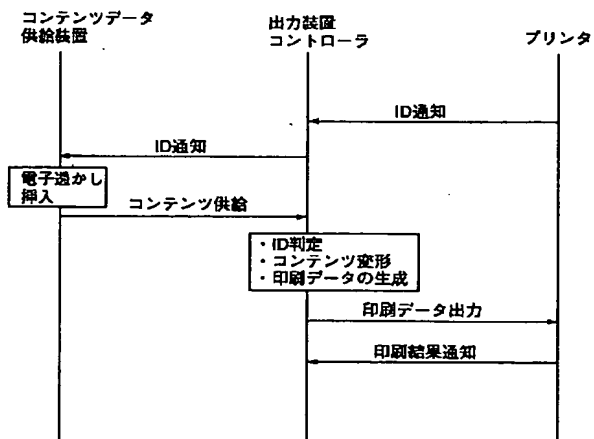 コンテンツデータ
供給装置
出力装置
コントローラ
プリンタ
ID通知
ID通知
電子透かし
挿入
コンテンツ供給
・ID判定
・コンテンツ変形
・印刷データの生成
印刷データ出力
印刷結果通知